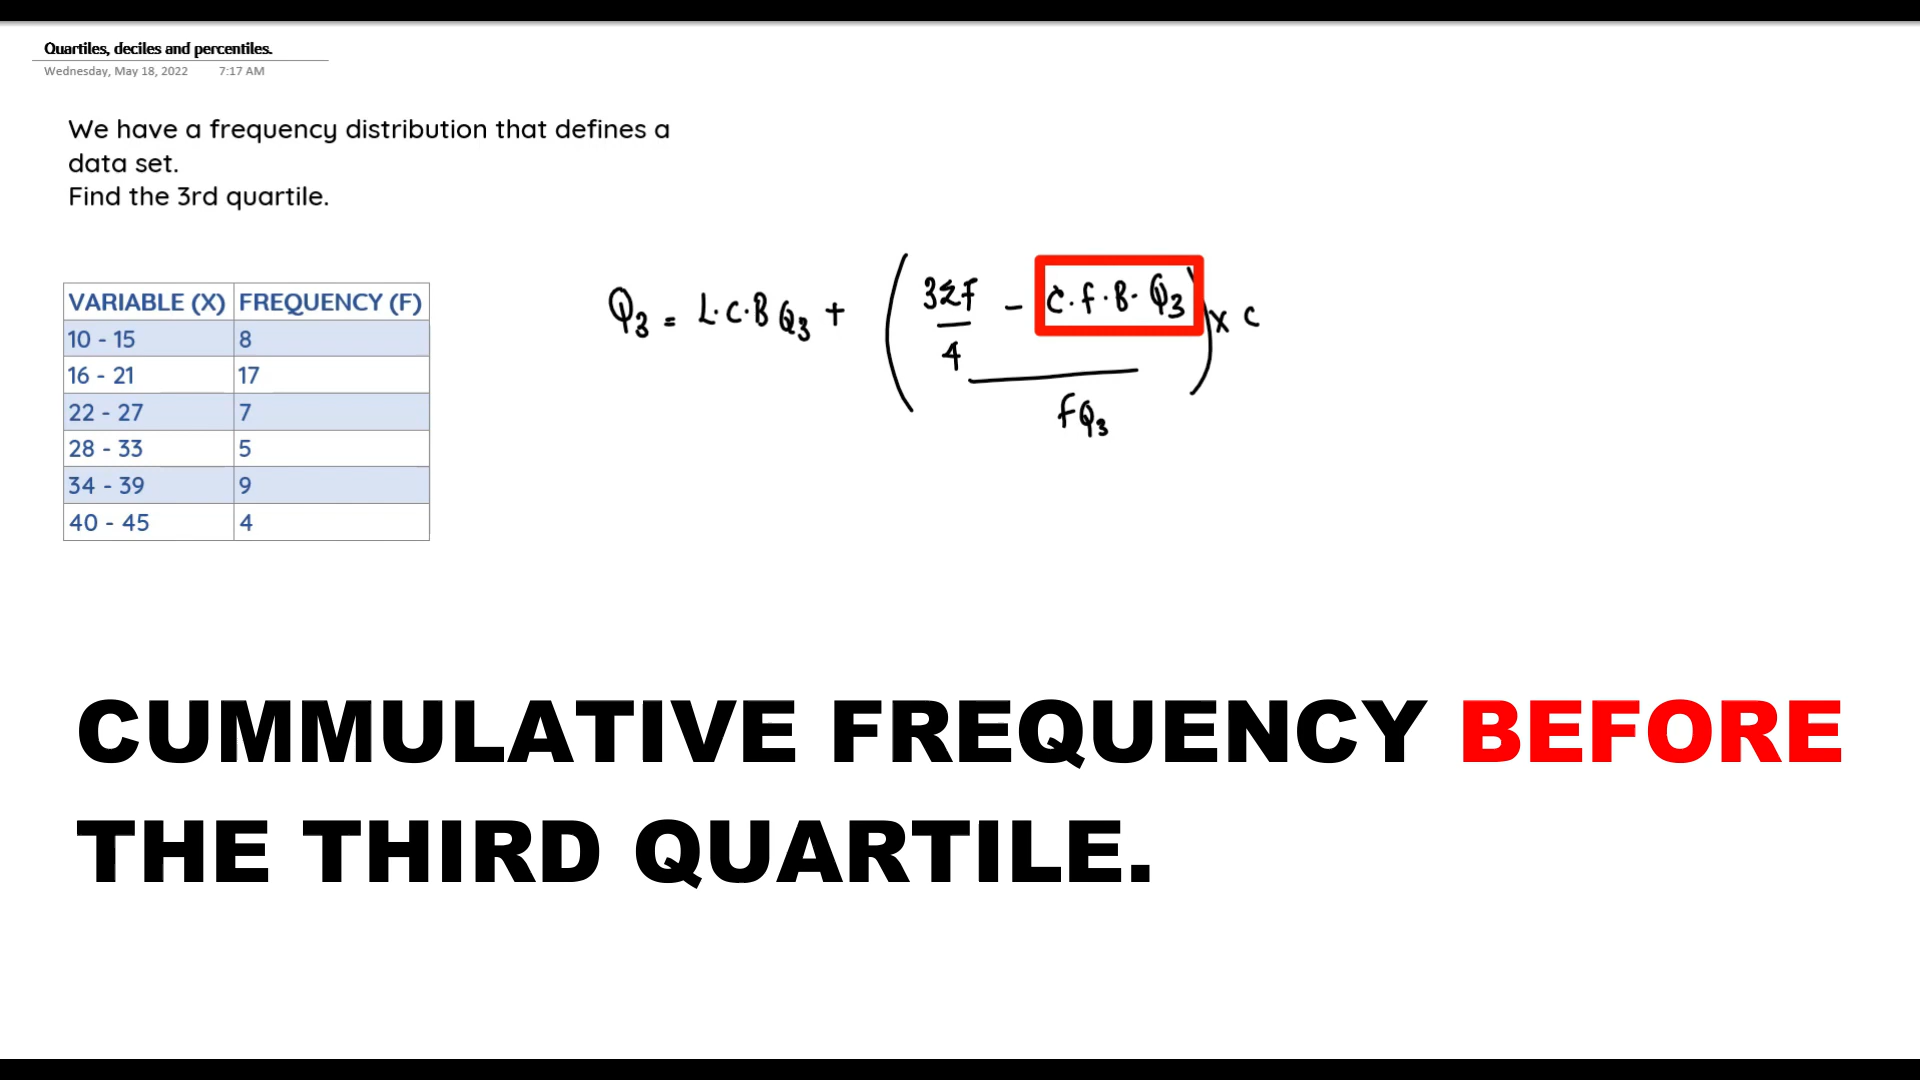 Quartiles, deciles and percentiles.
Wednesday, May 18, 2022 7:17 AM
We have a frequency distribution that defines a
data set.
Find the 3rd quartile.
VARIABLE (X) FREQUENCY (F)
10 - 15 8
16 - 21 17
22 - 27 7
28 - 33 5
34 - 39 9
40 - 45 4
Q3 = L.C.B Q3 + ( 3ΣF / 4 - C.F.B. Q3 / FQ3 ) x C
CUMMULATIVE FREQUENCY BEFORE
THE THIRD QUARTILE.